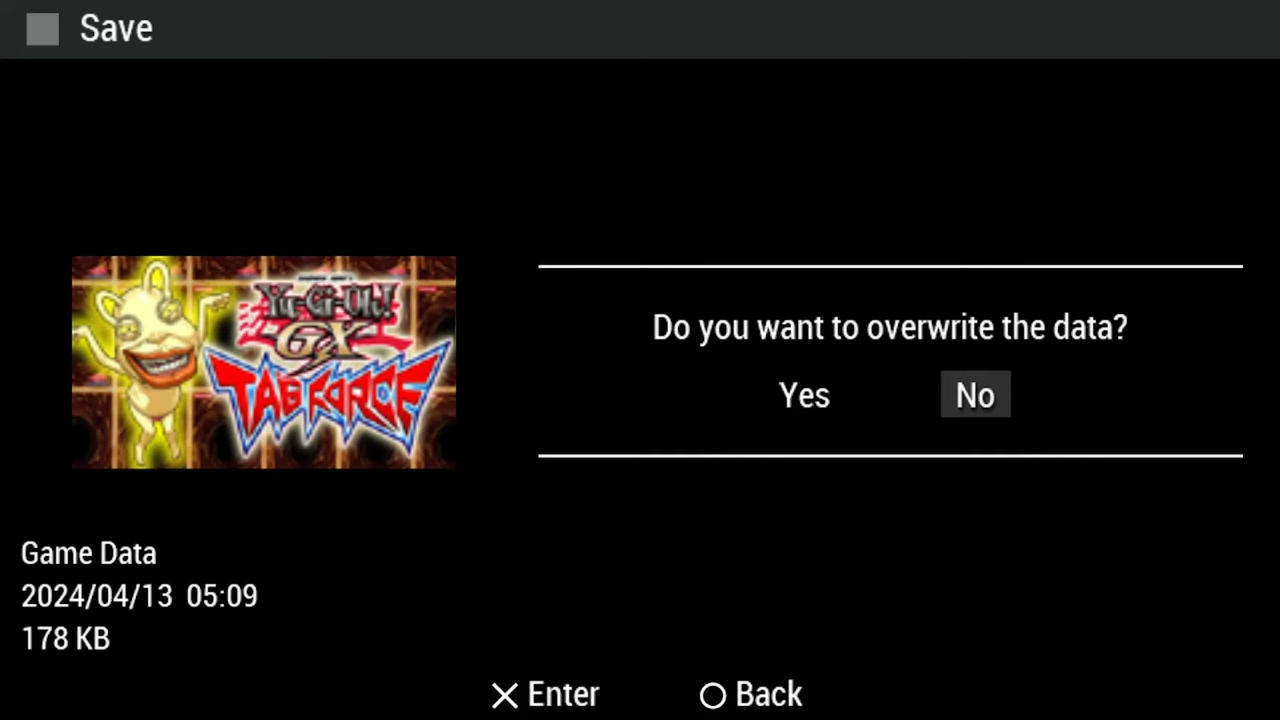 Save
Yu-Gi-Oh!
GX
TAG FORCE
Do you want to overwrite the data?
Yes No
Game Data
2024/04/13 05:09
178 KB
Enter Back